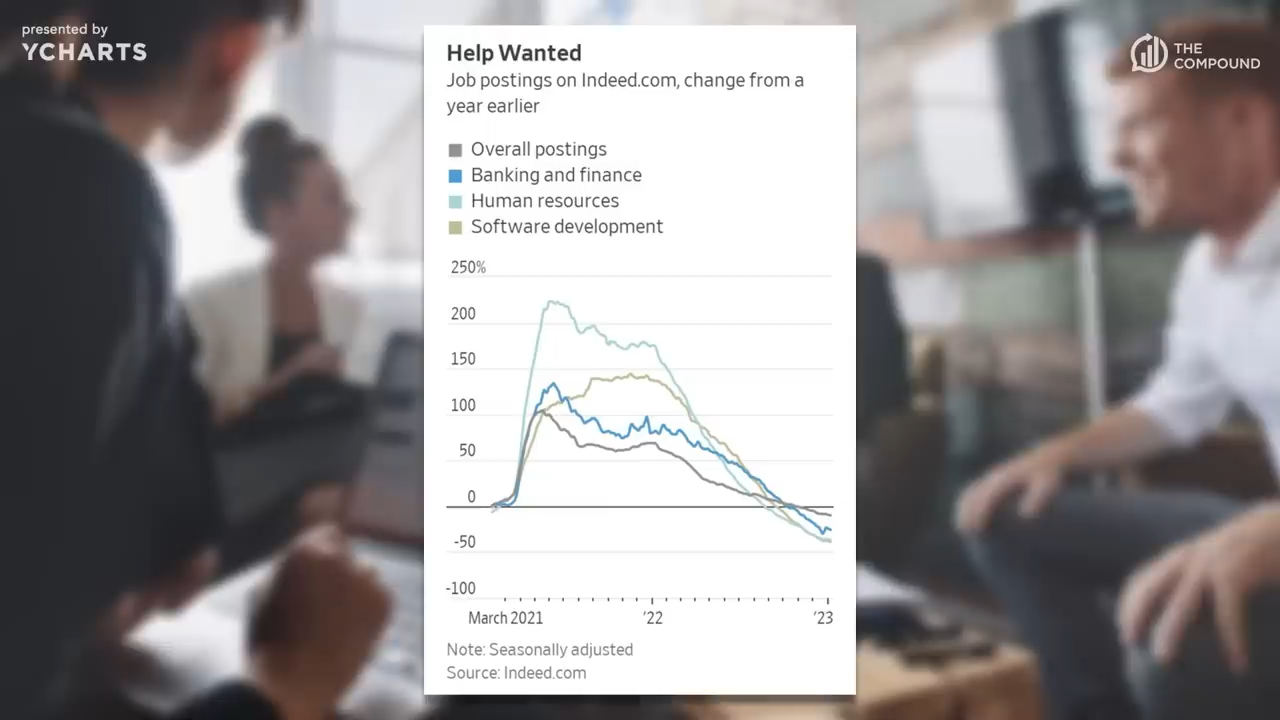 presented by
YCHARTS
THE
COMPOUND
Help Wanted
Job postings on Indeed.com, change from a
year earlier
Overall postings
Banking and finance
Human resources
Software development
250%
200
150
100
50
0
-50
-100
March 2021 '22 '23
Note: Seasonally adjusted
Source: Indeed.com